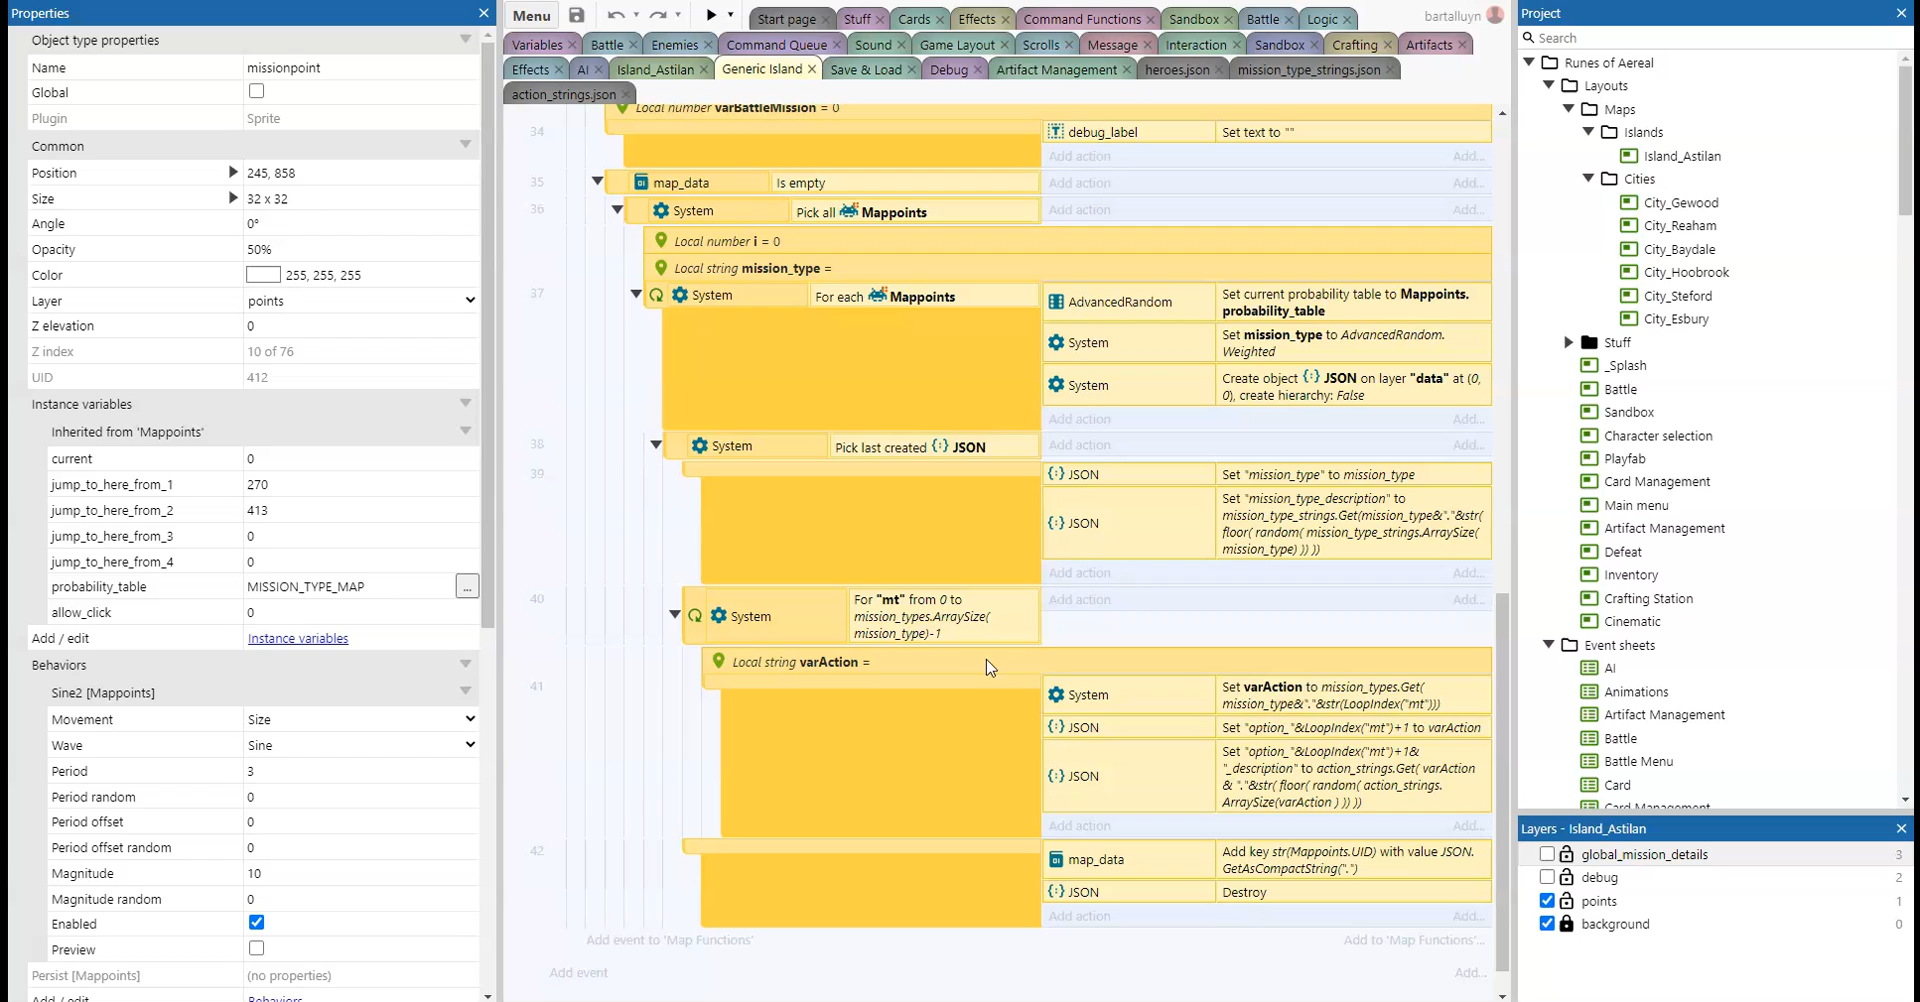 Properties
Object type properties
Name missionpoint
Global
Plugin Sprite
Common
Position 245, 858
Size 32 x 32
Angle 0°
Opacity 50%
Color 255, 255, 255
Layer points
Z elevation 0
Z index 10 of 76
UID 412
Instance variables
Inherited from 'Mappoints'
current 0
jump_to_here_from_1 270
jump_to_here_from_2 413
jump_to_here_from_3 0
jump_to_here_from_4 0
probability_table MISSION_TYPE_MAP ...
allow_click 0
Add / edit Instance variables
Behaviors
Sine2 [Mappoints]
Movement Size
Wave Sine
Period 3
Period random 0
Period offset 0
Period offset random 0
Magnitude 10
Magnitude random 0
Enabled
Preview
Persist [Mappoints] (no properties)
Add / edit Behaviors
Menu Start page Stuff Cards Effects Command Functions Sandbox Battle Logic bartalluyn
Variables Battle Enemies Command Queue Sound Game Layout Scrolls Message Interaction Sandbox Crafting Artifacts
Effects AI Island_Astilan Generic Island Save & Load Debug Artifact Management heroes.json mission_type_strings.json
action_strings.json
Local number varBattleMission = 0
34 debug_label Set text to ""
Add action Add...
35 map_data Is empty Add action Add...
36 System Pick all Mappoints Add action Add...
Local number i = 0
Local string mission_type =
37 System For each Mappoints AdvancedRandom Set current probability table to Mappoints.
probability_table
System Set mission_type to AdvancedRandom.
Weighted
System Create object JSON on layer "data" at (0,
0), create hierarchy: False
Add action Add...
38 System Pick last created JSON Add action Add...
39 JSON Set "mission_type" to mission_type
JSON Set "mission_type_description" to
mission_type_strings.Get(mission_type&"."&str(
floor( random( mission_type_strings.ArraySize(
mission_type) )) ))
Add action Add...
40 System For "mt" from 0 to
mission_types.ArraySize(
mission_type)-1
Add action Add...
Local string varAction =
41 System Set varAction to mission_types.Get(
mission_type&"."&str(LoopIndex("mt")))
JSON Set "option_"&LoopIndex("mt")+1 to varAction
JSON Set "option_"&LoopIndex("mt")+1&
"_description" to action_strings.Get( varAction
& "."&str( floor( random( action_strings.
ArraySize(varAction ) )) ))
Add action Add...
42 map_data Add key str(Mappoints.UID) with value JSON.
GetAsCompactString(".")
JSON Destroy
Add action Add...
Add event to 'Map Functions' Add to 'Map Functions'...
Add event Add...
Project
Search
Runes of Aereal
Layouts
Maps
Islands
Island_Astilan
Cities
City_Gewood
City_Reaham
City_Baydale
City_Hoobrook
City_Steford
City_Esbury
Stuff
_Splash
Battle
Sandbox
Character selection
Playfab
Card Management
Main menu
Artifact Management
Defeat
Inventory
Crafting Station
Cinematic
Event sheets
AI
Animations
Artifact Management
Battle
Battle Menu
Card
Card Management
Layers - Island_Astilan
global_mission_details 3
debug 2
points 1
background 0